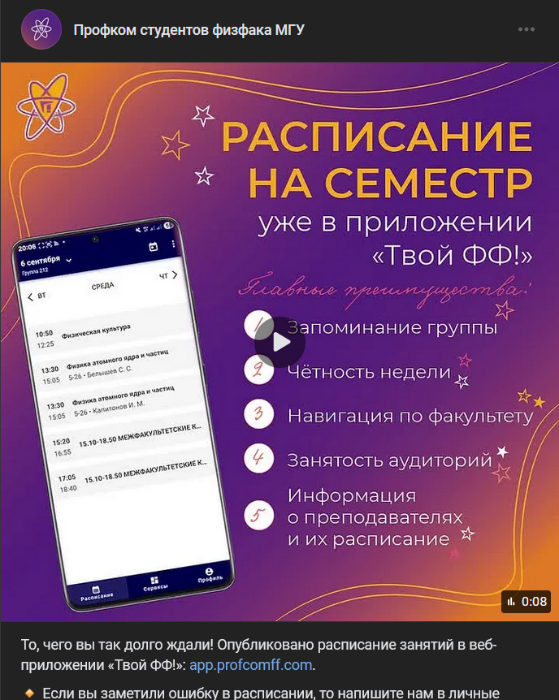 Профком студентов физфака МГУ
РАСПИСАНИЕ
НА СЕМЕСТР
уже в приложении
«Твой ФФ!»
Главные преимущества:
1 Запоминание группы
2 Чётность недели
3 Навигация по факультету
4 Занятость аудиторий
5 Информация
о преподавателях
и их расписание
20:06
6 сентября
Группа 212
ВТ СРЕДА ЧТ
10:50 Физическая культура
12:25
13:30 Физика атомного ядра и частиц
15:05 5-26 • Белышев С. С.
13:30 Физика атомного ядра и частиц
15:05 5-26 • Капитонов И. М.
15:20 15.10-18.50 МЕЖФАКУЛЬТЕТСКИЕ К...
16:55
17:05 15.10-18.50 МЕЖФАКУЛЬТЕТСКИЕ К...
18:40
Расписание Сервисы Профиль
0:08
То, чего вы так долго ждали! Опубликовано расписание занятий в веб-
приложении «Твой ФФ!»: app.profcomff.com.
Если вы заметили ошибку в расписании, то напишите нам в личные